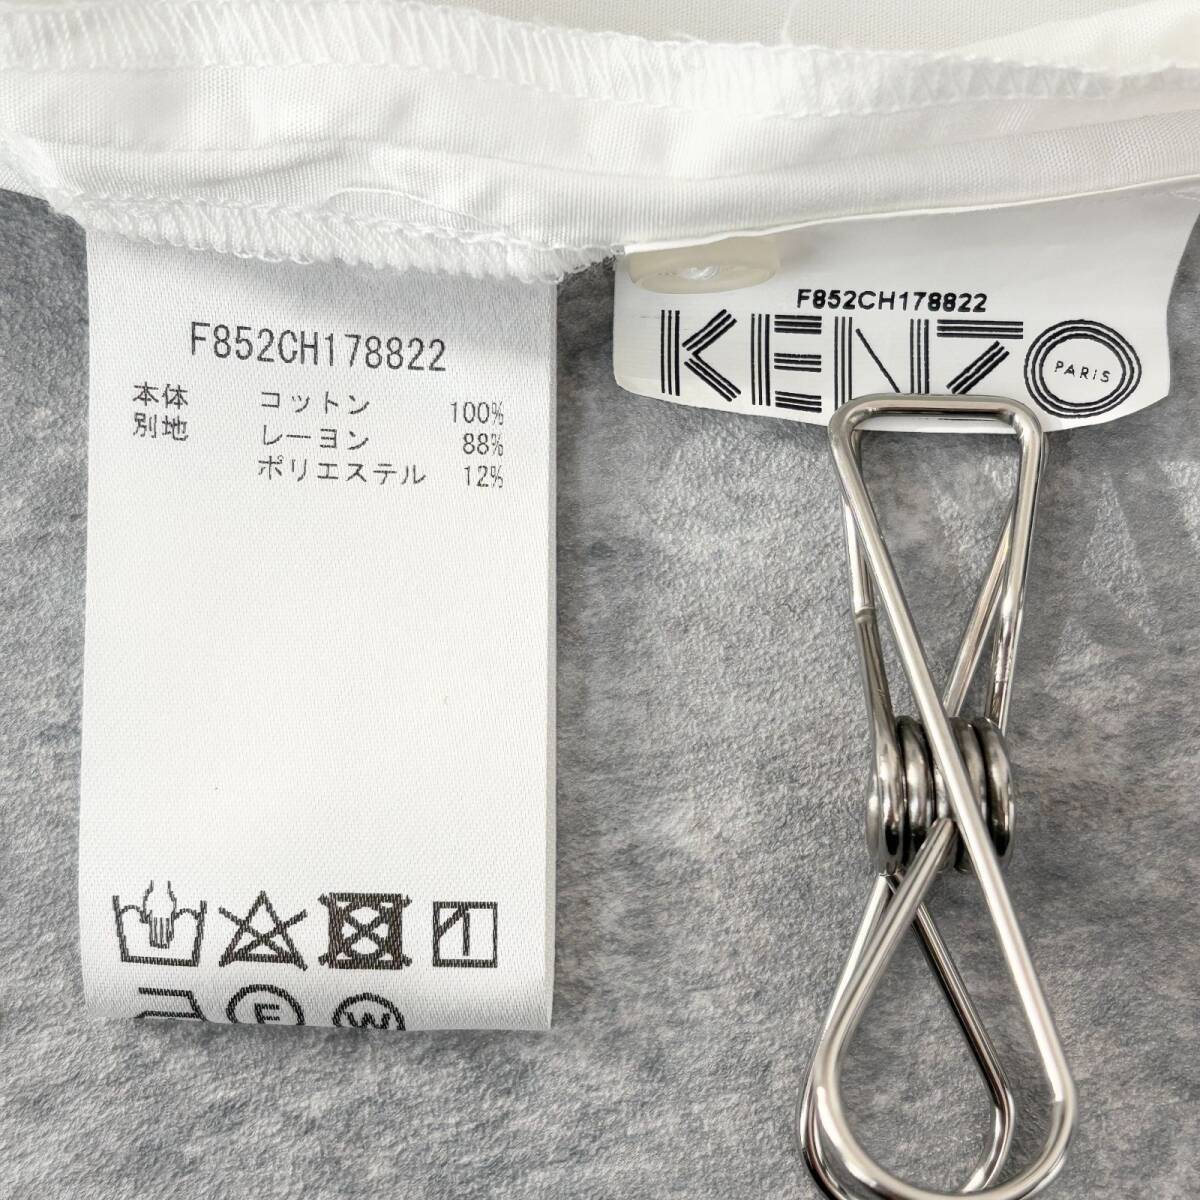 F852CH178822
本体 コットン 100%
別地 レーヨン 88%
ポリエステル 12%
F
W
F852CH178822
KENZO
PARiS